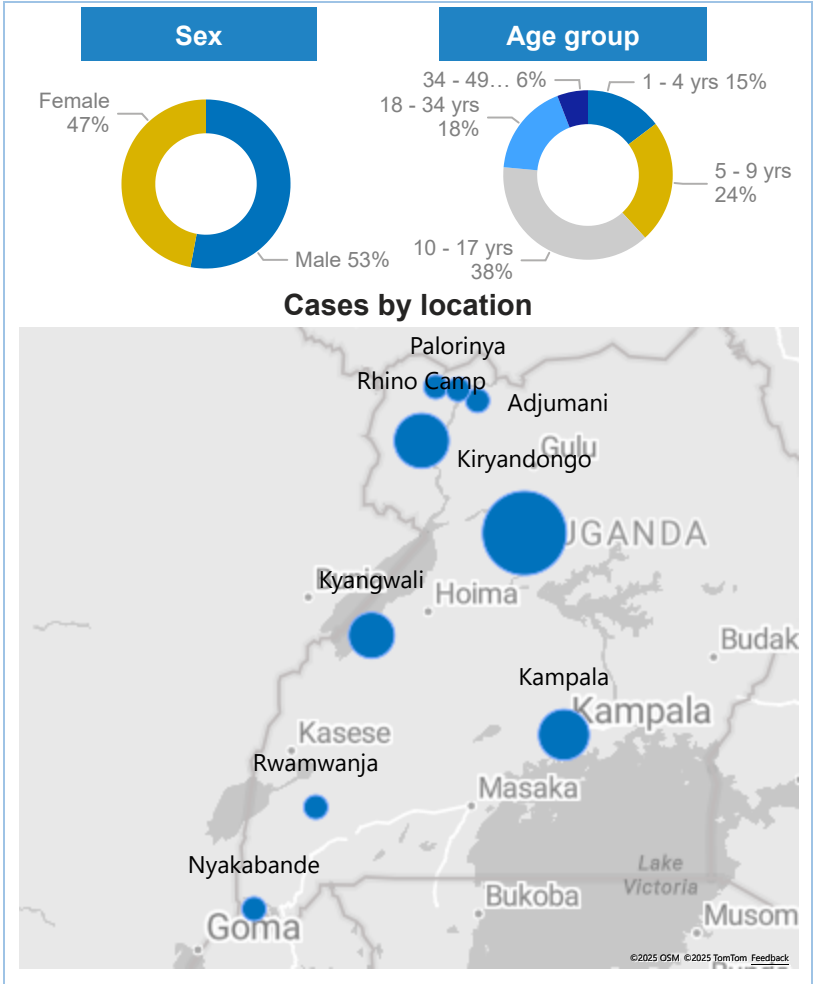 Sex
Age group
Female
47%
Male 53%
34 - 49… 6%
1 - 4 yrs 15%
18 - 34 yrs
18%
5 - 9 yrs
24%
10 - 17 yrs
38%
Cases by location
Palorinya
Rhino Camp
Adjumani
Gulu
Kiryandongo
UGANDA
Kyangwali
Hoima
Budak
Kampala
Kampala
Kasese
Rwamwanja
Masaka
Nyakabande
Lake
Victoria
Bukoba
Goma
Musom
©2025 OSM ©2025 TomTom Feedback